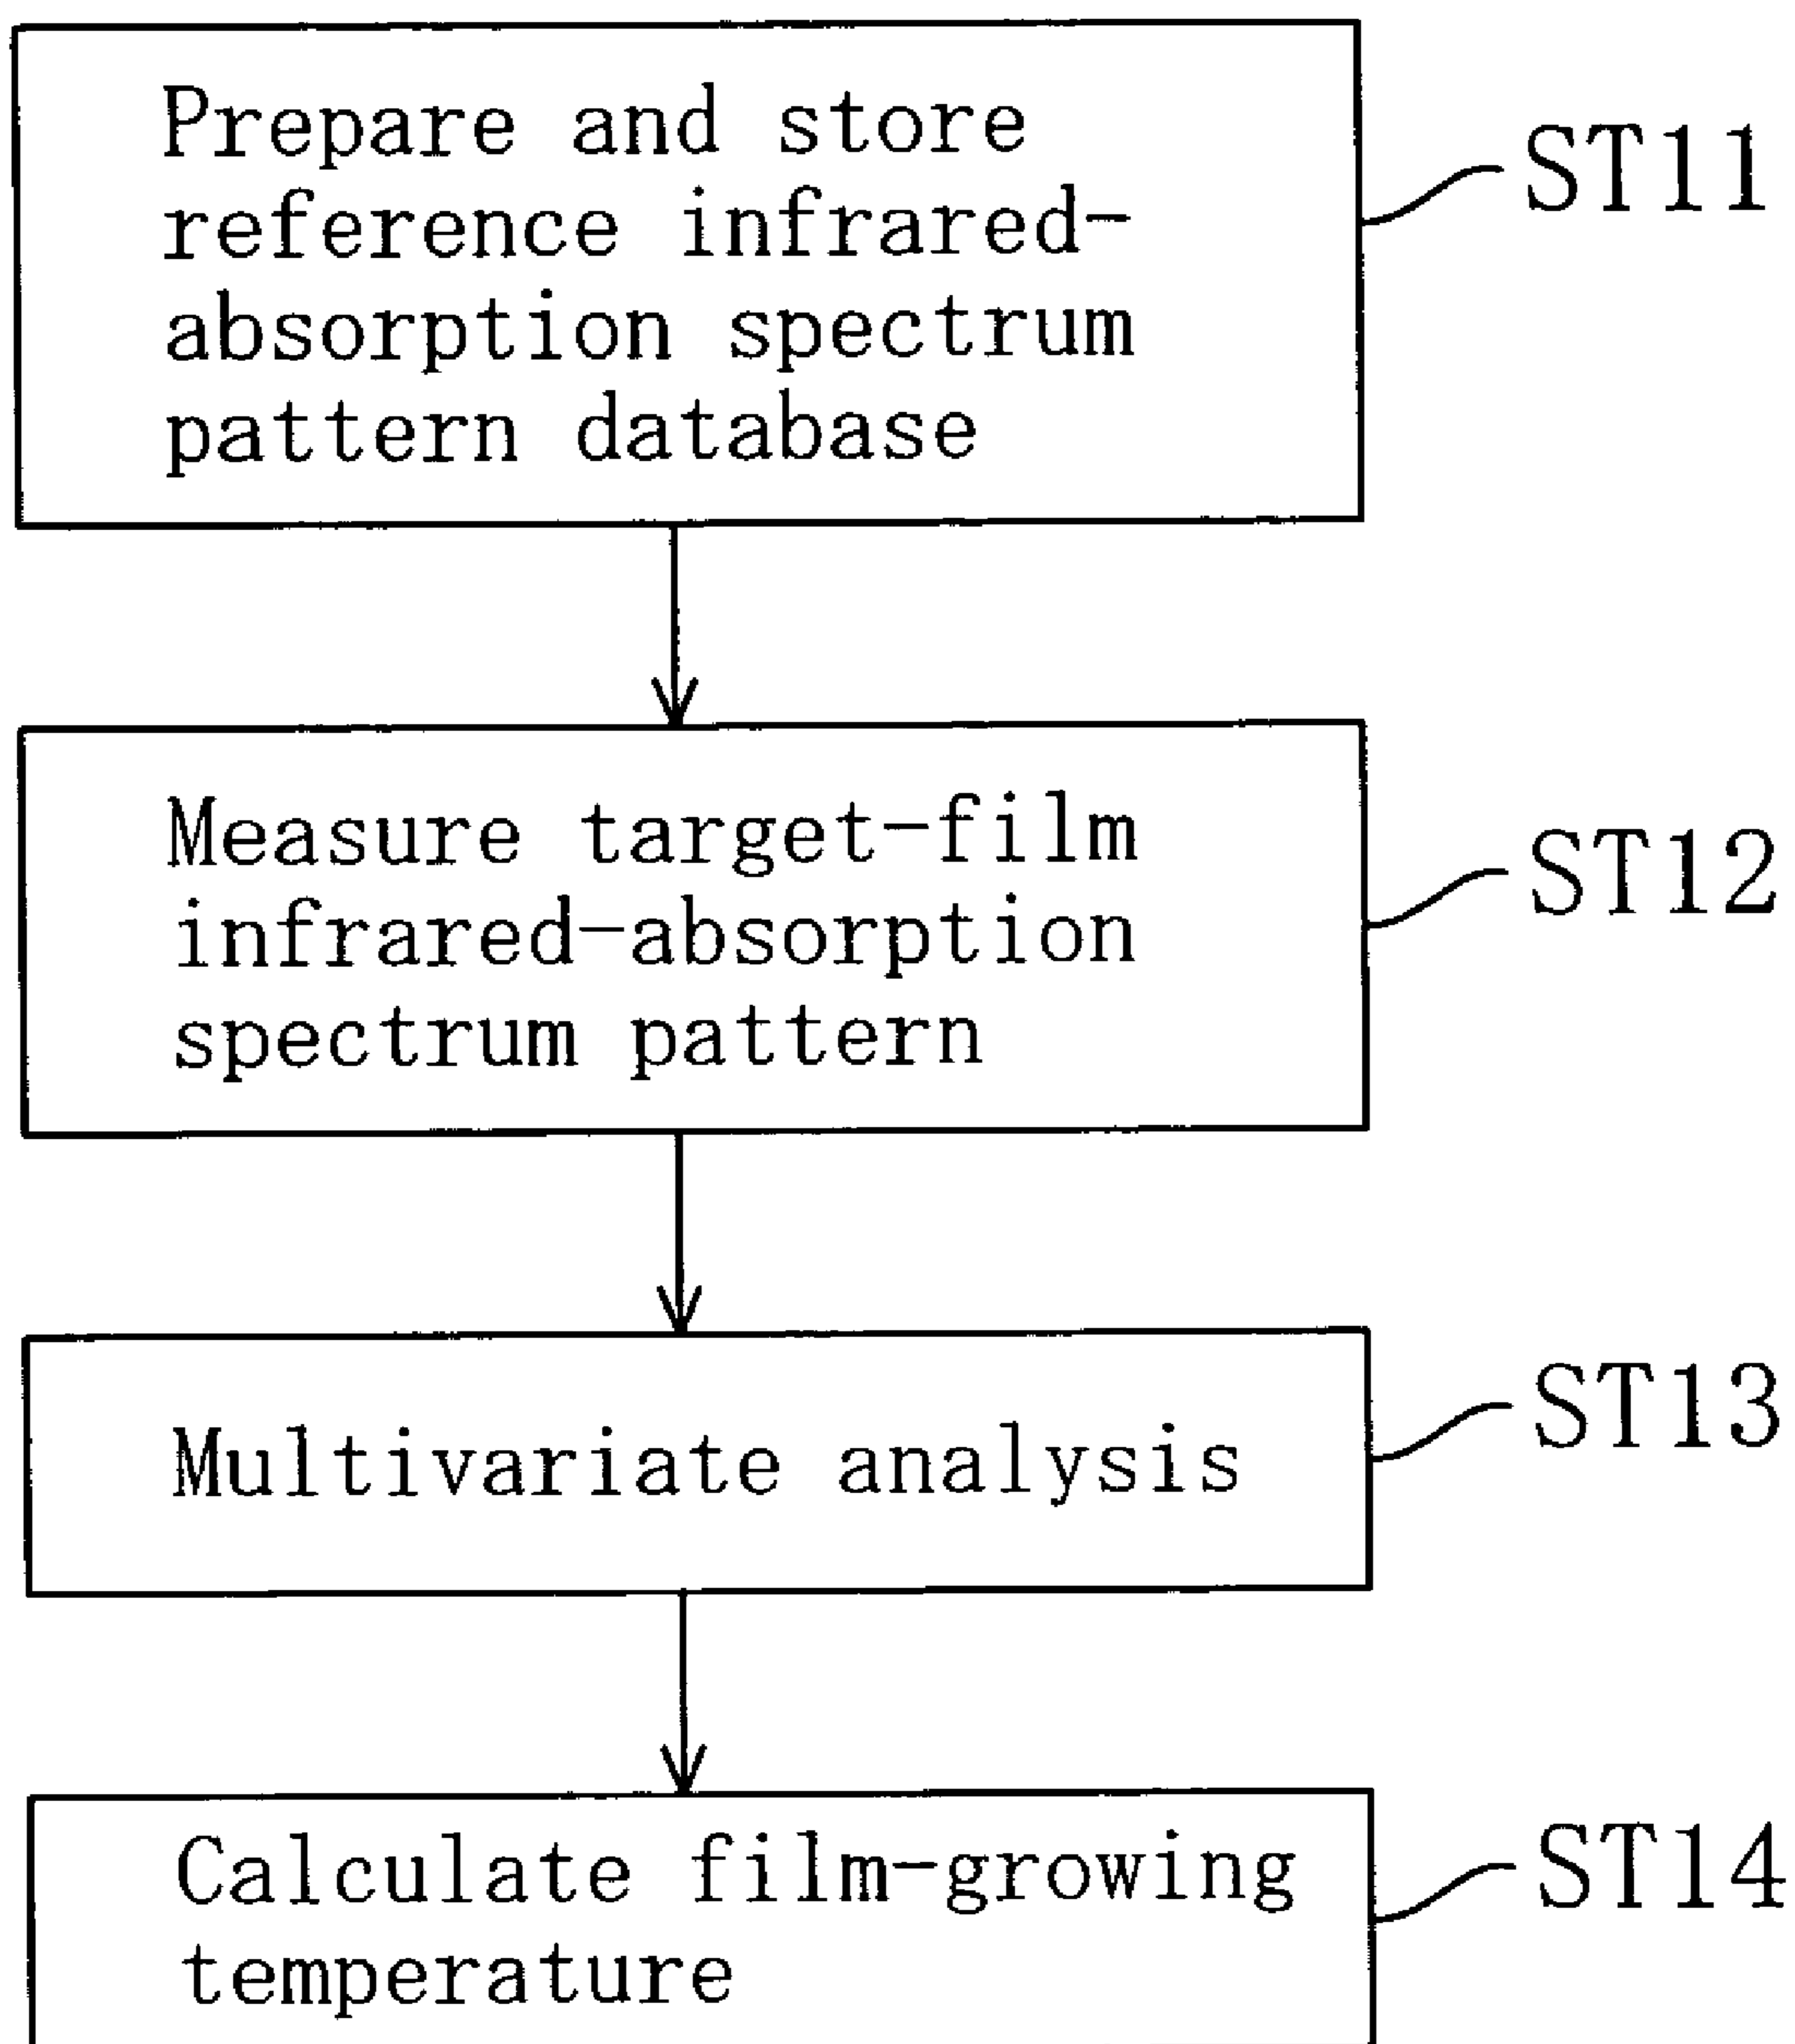 Prepare and store
reference infrared-
absorption spectrum
pattern database
ST11
Measure target-film
infrared-absorption
spectrum pattern
ST12
Multivariate analysis
ST13
Calculate film-growing
temperature
ST14